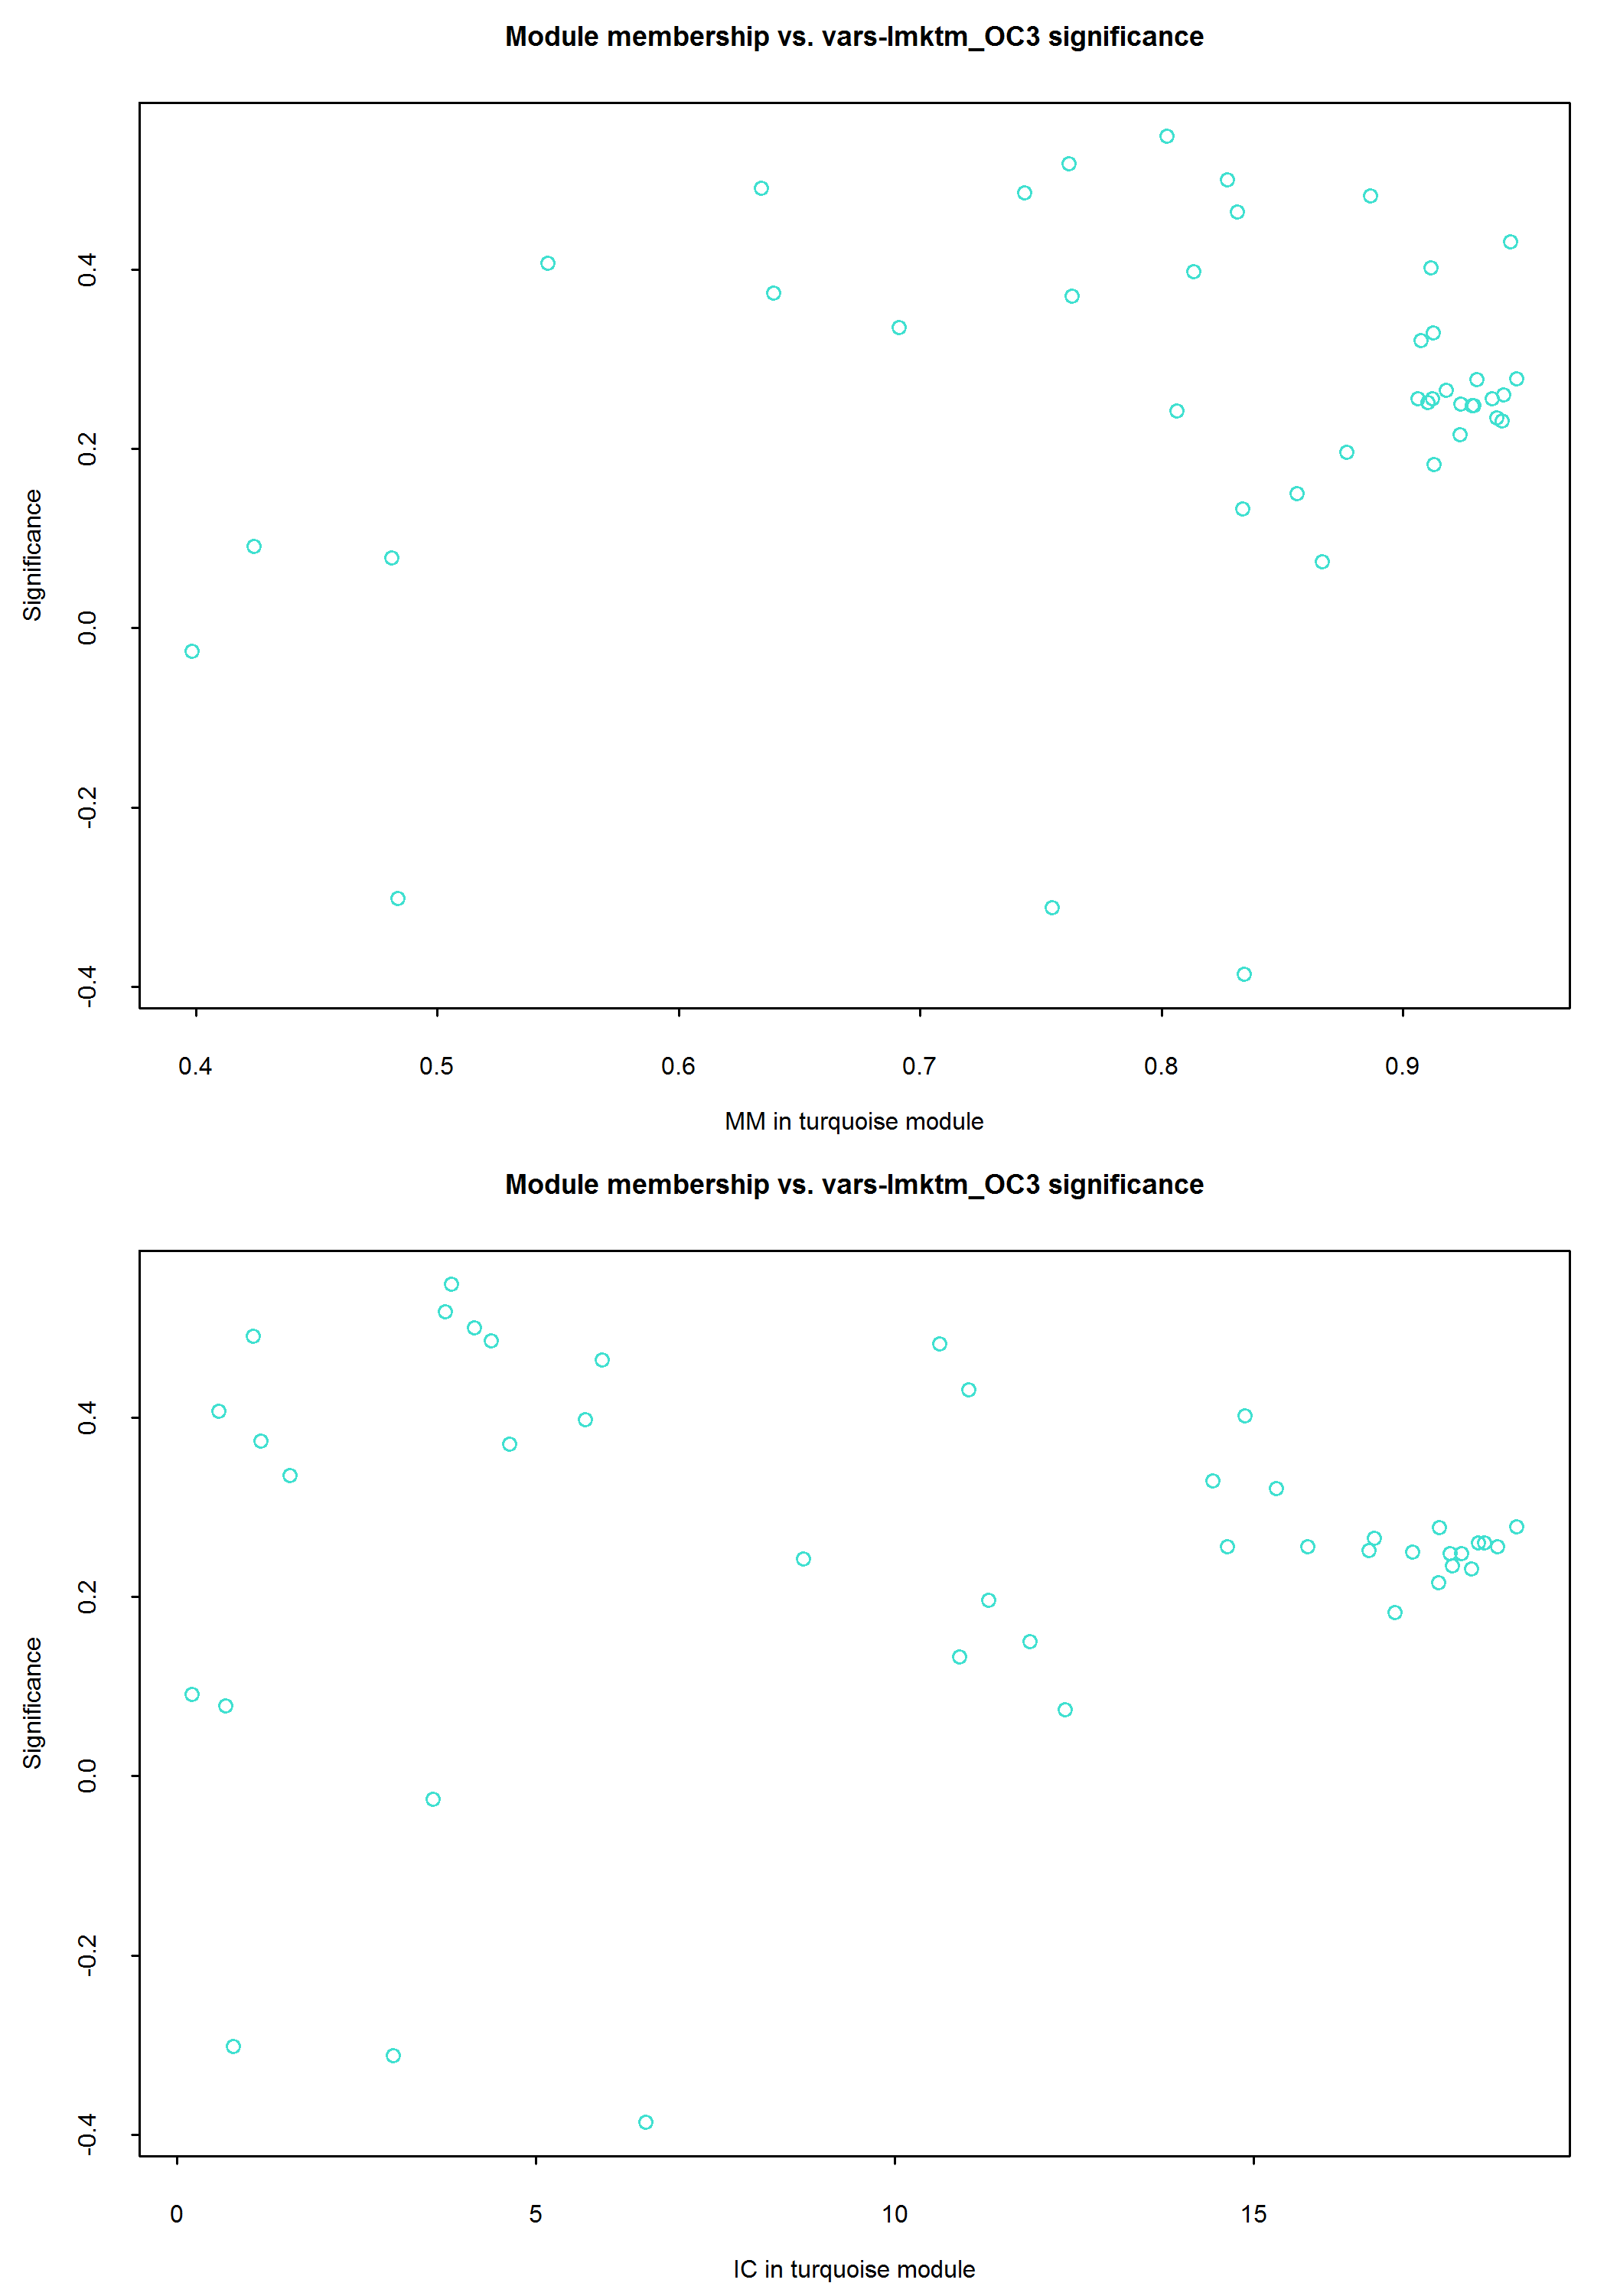 Module membership vs. vars-lmktm_OC3 significance
Significance
0.4
0.2
0.0
-0.2
-0.4
0.4 0.5 0.6 0.7 0.8 0.9
MM in turquoise module
Module membership vs. vars-lmktm_OC3 significance
Significance
0.4
0.2
0.0
-0.2
-0.4
0 5 10 15
IC in turquoise module